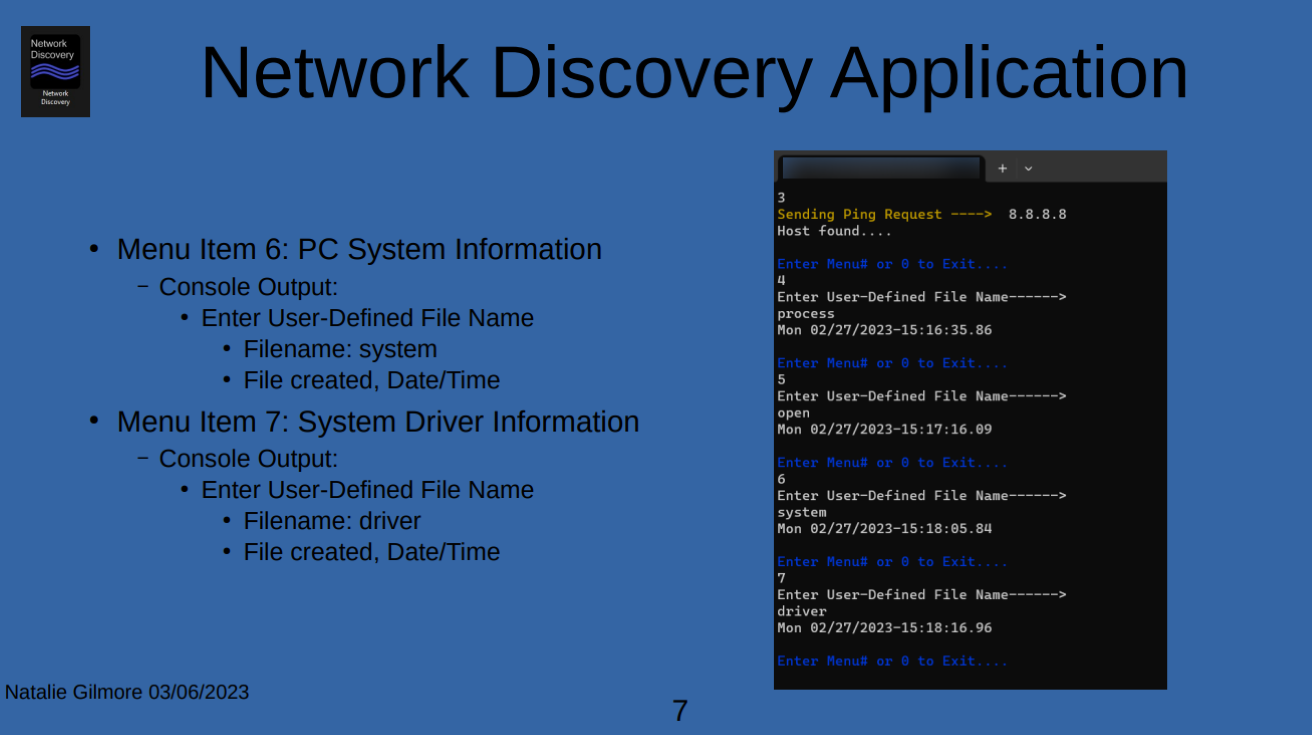 Network
Discovery
Network
Discovery
Network Discovery Application
• Menu Item 6: PC System Information
– Console Output:
• Enter User-Defined File Name
• Filename: system
• File created, Date/Time
• Menu Item 7: System Driver Information
– Console Output:
• Enter User-Defined File Name
• Filename: driver
• File created, Date/Time
3
Sending Ping Request ----> 8.8.8.8
Host found....
Enter Menu# or 0 to Exit....
4
Enter User-Defined File Name------>
process
Mon 02/27/2023-15:16:35.86
Enter Menu# or 0 to Exit....
5
Enter User-Defined File Name------>
open
Mon 02/27/2023-15:17:16.09
Enter Menu# or 0 to Exit....
6
Enter User-Defined File Name------>
system
Mon 02/27/2023-15:18:05.84
Enter Menu# or 0 to Exit....
7
Enter User-Defined File Name------>
driver
Mon 02/27/2023-15:18:16.96
Enter Menu# or 0 to Exit....
Natalie Gilmore 03/06/2023
7